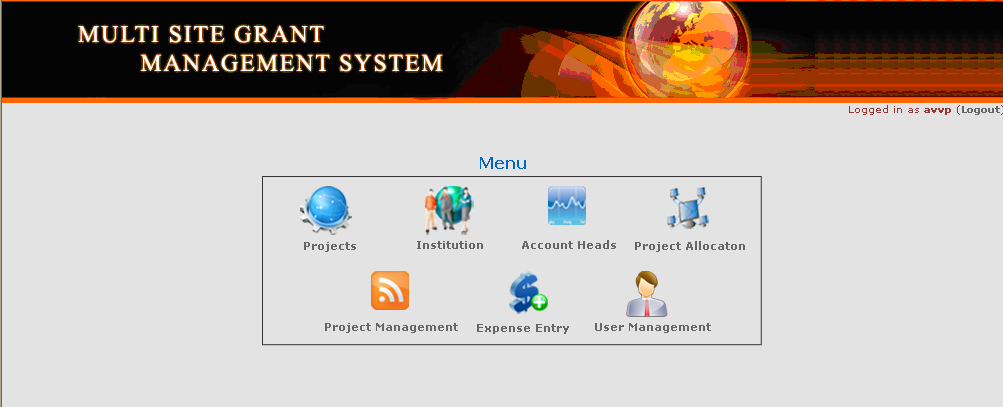 MULTI SITE GRANT
MANAGEMENT SYSTEM
Logged in as avvp (Logout)
Menu
Projects Institution Account Heads Project Allocaton
Project Management Expense Entry User Management